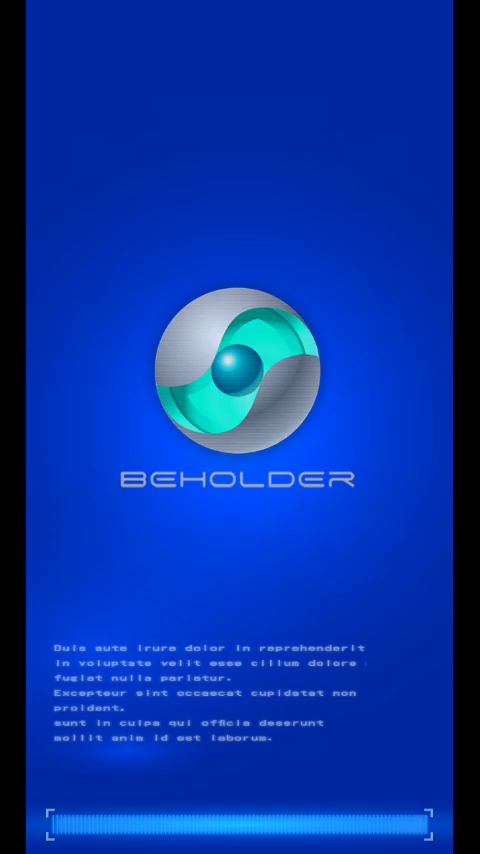 BEHOLDER
Duis aute irure dolor in reprehenderit
in voluptate velit esse cillum dolore
fugiat nulla pariatur.
Excepteur sint occaecat cupidatat non
proident.
sunt in culpa qui officia deserunt
mollit anim id est laborum.